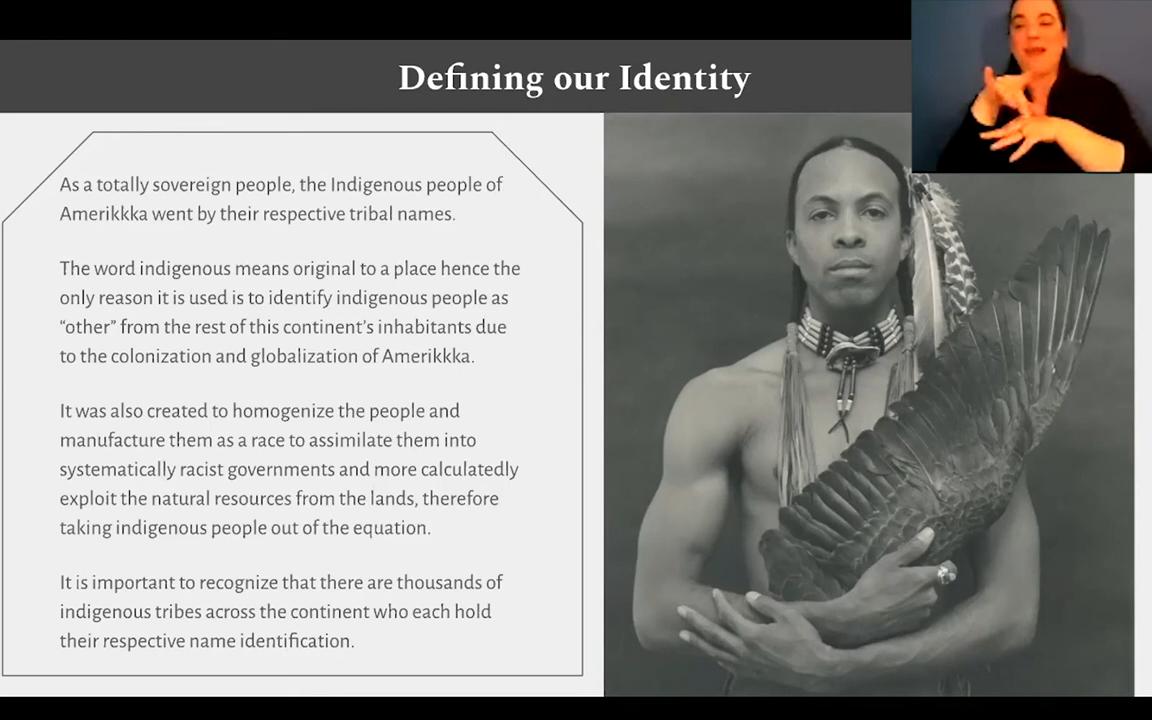 Defining our Identity
As a totally sovereign people, the Indigenous people of
Amerikkka went by their respective tribal names.
The word indigenous means original to a place hence the
only reason it is used is to identify indigenous people as
“other” from the rest of this continent’s inhabitants due
to the colonization and globalization of Amerikkka.
It was also created to homogenize the people and
manufacture them as a race to assimilate them into
systematically racist governments and more calculatedly
exploit the natural resources from the lands, therefore
taking indigenous people out of the equation.
It is important to recognize that there are thousands of
indigenous tribes across the continent who each hold
their respective name identification.